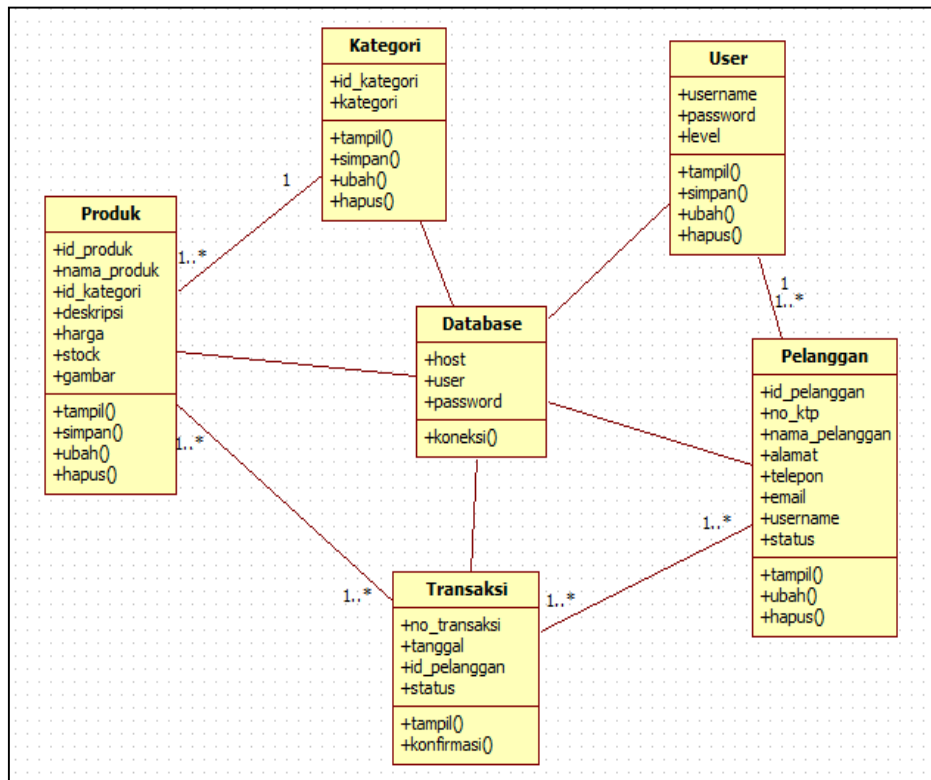 Kategori
+id_kategori
+kategori
+tampil()
+simpan()
+ubah()
+hapus()
User
+username
+password
+level
+tampil()
+simpan()
+ubah()
+hapus()
1
1..*
Produk
+id_produk
+nama_produk
+id_kategori
+deskripsi
+harga
+stock
+gambar
+tampil()
+simpan()
+ubah()
+hapus()
1
1..*
Database
+host
+user
+password
+koneksi()
Pelanggan
+id_pelanggan
+no_ktp
+nama_pelanggan
+alamat
+telepon
+email
+username
+status
+tampil()
+ubah()
+hapus()
1..*
1..*
1..*
1..*
Transaksi
+no_transaksi
+tanggal
+id_pelanggan
+status
+tampil()
+konfirmasi()